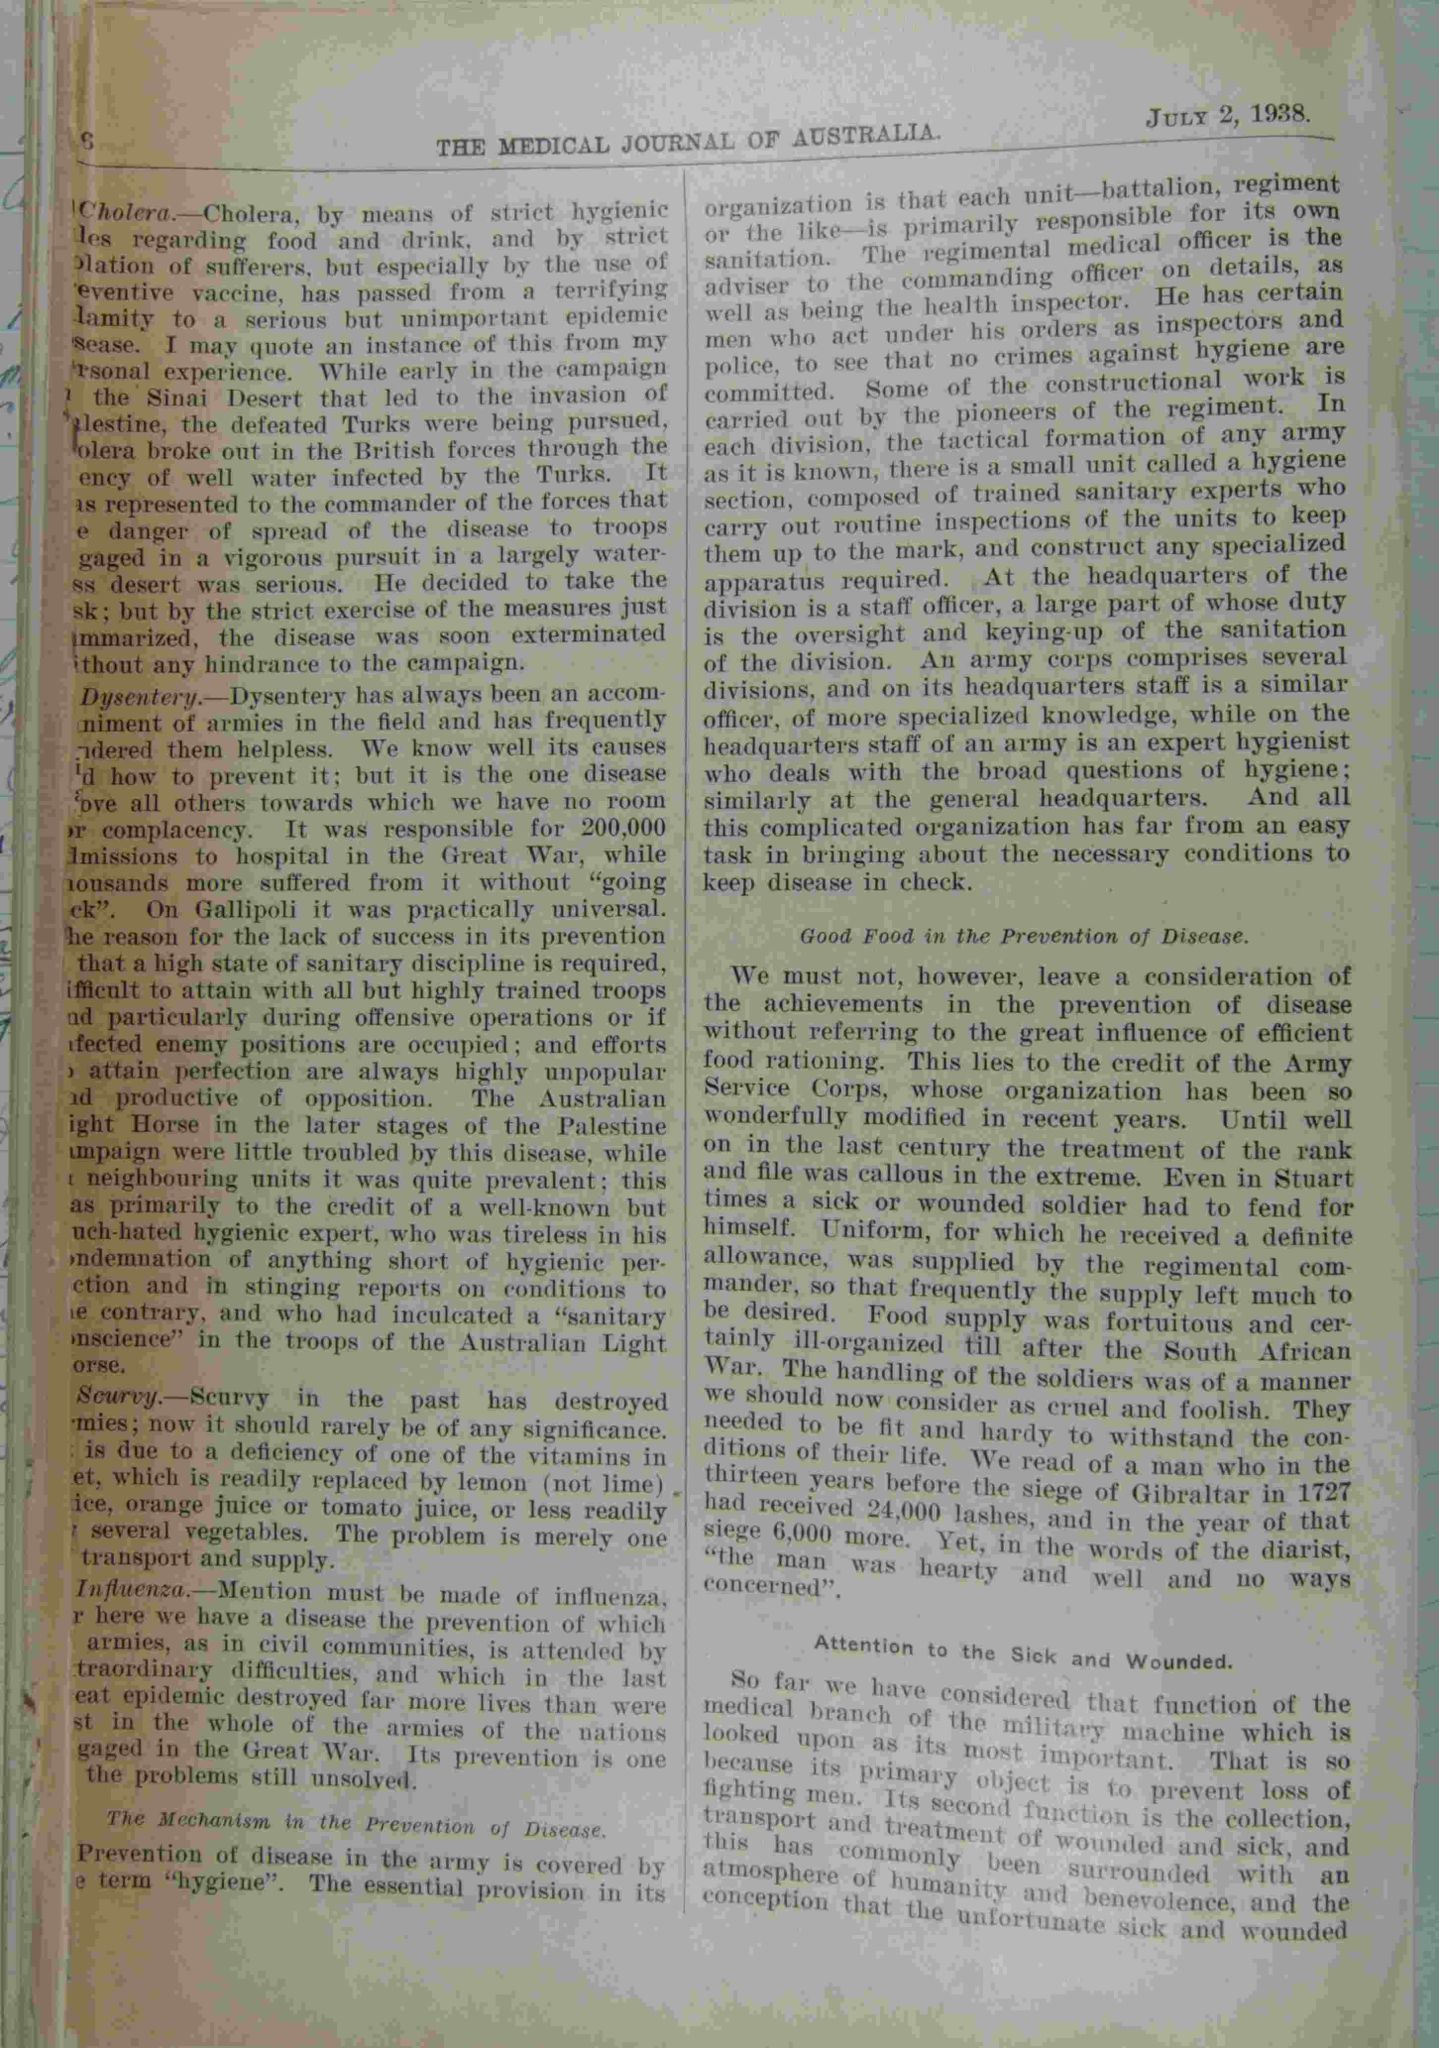 6
THE MEDICAL JOURNAL OF AUSTRALIA.
JULY 2, 1938.
Cholera.—Cholera, by means of strict hygienic
les regarding food and drink, and by strict
olation of sufferers, but especially by the use of
eventive vaccine, has passed from a terrifying
lamity to a serious but unimportant epidemic
sease. I may quote an instance of this from my
rsonal experience. While early in the campaign
the Sinai Desert that led to the invasion of
lestine, the defeated Turks were being pursued,
olera broke out in the British forces through the
ency of well water infected by the Turks. It
as represented to the commander of the forces that
e danger of spread of the disease to troops
gaged in a vigorous pursuit in a largely water-
ss desert was serious. He decided to take the
sk; but by the strict exercise of the measures just
mmarized, the disease was soon exterminated
ithout any hindrance to the campaign.
Dysentery.—Dysentery has always been an accom-
niment of armies in the field and has frequently
ndered them helpless. We know well its causes
d how to prevent it; but it is the one disease
ove all others towards which we have no room
or complacency. It was responsible for 200,000
lmissions to hospital in the Great War, while
lousands more suffered from it without "going
ck". On Gallipoli it was practically universal.
he reason for the lack of success in its prevention
that a high state of sanitary discipline is required,
ifficult to attain with all but highly trained troops
nd particularly during offensive operations or if
fected enemy positions are occupied; and efforts
attain perfection are always highly unpopular
nd productive of opposition. The Australian
ight Horse in the later stages of the Palestine
mpaign were little troubled by this disease, while
neighbouring units it was quite prevalent; this
as primarily to the credit of a well-known but
uch-hated hygienic expert, who was tireless in his
ondemnation of anything short of hygienic per-
ction and in stinging reports on conditions to
e contrary, and who had inculcated a "sanitary
nscience" in the troops of the Australian Light
orse.
Scurvy.—Scurvy in the past has destroyed
mies; now it should rarely be of any significance.
is due to a deficiency of one of the vitamins in
et, which is readily replaced by lemon (not lime)
ice, orange juice or tomato juice, or less readily
several vegetables. The problem is merely one
transport and supply.
Influenza.—Mention must be made of influenza,
r here we have a disease the prevention of which
armies, as in civil communities, is attended by
traordinary difficulties, and which in the last
eat epidemic destroyed far more lives than were
st in the whole of the armies of the nations
gaged in the Great War. Its prevention is one
the problems still unsolved.
The Mechanism in the Prevention of Disease.
Prevention of disease in the army is covered by
e term "hygiene". The essential provision in its
organization is that each unit—battalion, regiment
or the like—is primarily responsible for its own
sanitation. The regimental medical officer is the
adviser to the commanding officer on details, as
well as being the health inspector. He has certain
men who act under his orders as inspectors and
police, to see that no crimes against hygiene are
committed. Some of the constructional work is
carried out by the pioneers of the regiment. In
each division, the tactical formation of any army
as it is known, there is a small unit called a hygiene
section, composed of trained sanitary experts who
carry out routine inspections of the units to keep
them up to the mark, and construct any specialized
apparatus required. At the headquarters of the
division is a staff officer, a large part of whose duty
is the oversight and keying-up of the sanitation
of the division. An army corps comprises several
divisions, and on its headquarters staff is a similar
officer, of more specialized knowledge, while on the
headquarters staff of an army is an expert hygienist
who deals with the broad questions of hygiene;
similarly at the general headquarters. And all
this complicated organization has far from an easy
task in bringing about the necessary conditions to
keep disease in check.
Good Food in the Prevention of Disease.
We must not, however, leave a consideration of
the achievements in the prevention of disease
without referring to the great influence of efficient
food rationing. This lies to the credit of the Army
Service Corps, whose organization has been so
wonderfully modified in recent years. Until well
on in the last century the treatment of the rank
and file was callous in the extreme. Even in Stuart
times a sick or wounded soldier had to fend for
himself. Uniform, for which he received a definite
allowance, was supplied by the regimental com-
mander, so that frequently the supply left much to
be desired. Food supply was fortuitous and cer-
tainly ill-organized till after the South African
War. The handling of the soldiers was of a manner
we should now consider as cruel and foolish. They
needed to be fit and hardy to withstand the con-
ditions of their life. We read of a man who in the
thirteen years before the siege of Gibraltar in 1727
had received 24,000 lashes, and in the year of that
siege 6,000 more. Yet, in the words of the diarist,
"the man was hearty and well and no ways
concerned".
Attention to the Sick and Wounded.
So far we have considered that function of the
medical branch of the military machine which is
looked upon as its most important. That is so
because its primary object is to prevent loss of
fighting men. Its second function is the collection,
transport and treatment of wounded and sick, and
this has commonly been surrounded with an
atmosphere of humanity and benevolence, and the
conception that the unfortunate sick and wounded